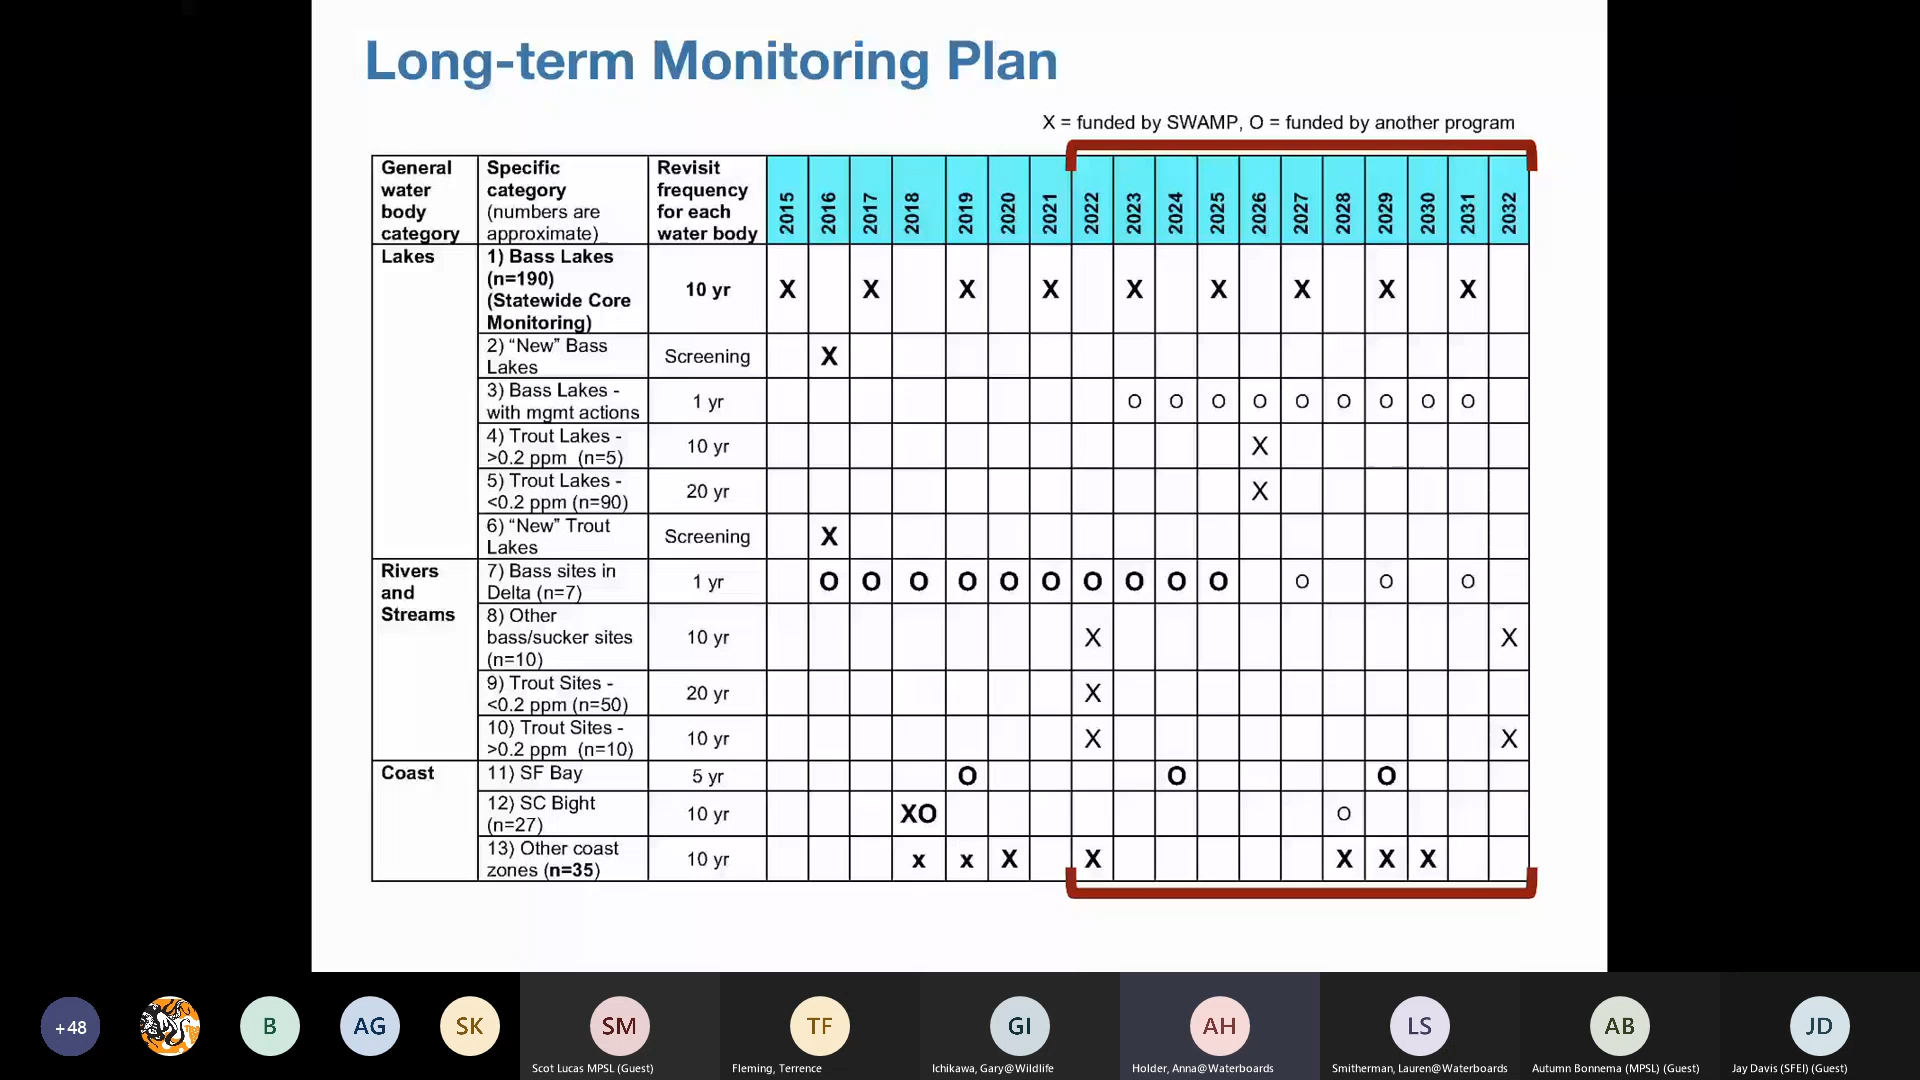 Long-term Monitoring Plan
X = funded by SWAMP, O = funded by another program
General water body category
Specific category (numbers are approximate)
Revisit frequency for each water body
2015 2016 2017 2018 2019 2020 2021 2022 2023 2024 2025 2026 2027 2028 2029 2030 2031 2032
Lakes
1) Bass Lakes (n=190) (Statewide Core Monitoring) 10 yr X X X X X X X X X
2) “New” Bass Lakes Screening X
3) Bass Lakes - with mgmt actions 1 yr O O O O O O O O O
4) Trout Lakes - >0.2 ppm (n=5) 10 yr X
5) Trout Lakes - <0.2 ppm (n=90) 20 yr X
6) “New” Trout Lakes Screening X
Rivers and Streams
7) Bass sites in Delta (n=7) 1 yr O O O O O O O O O O O O O
8) Other bass/sucker sites (n=10) 10 yr X X
9) Trout Sites - <0.2 ppm (n=50) 20 yr X
10) Trout Sites - >0.2 ppm (n=10) 10 yr X X
Coast
11) SF Bay 5 yr O O O
12) SC Bight (n=27) 10 yr XO O
13) Other coast zones (n=35) 10 yr x x X X X X X
+48 B AG SK SM TF GI AH LS AB JD
Scot Lucas MPSL (Guest)
Fleming, Terrence
Ichikawa, Gary@Wildlife
Holder, Anna@Waterboards
Smitherman, Lauren@Waterboards
Autumn Bonnema (MPSL) (Guest)
Jay Davis (SFEI) (Guest)